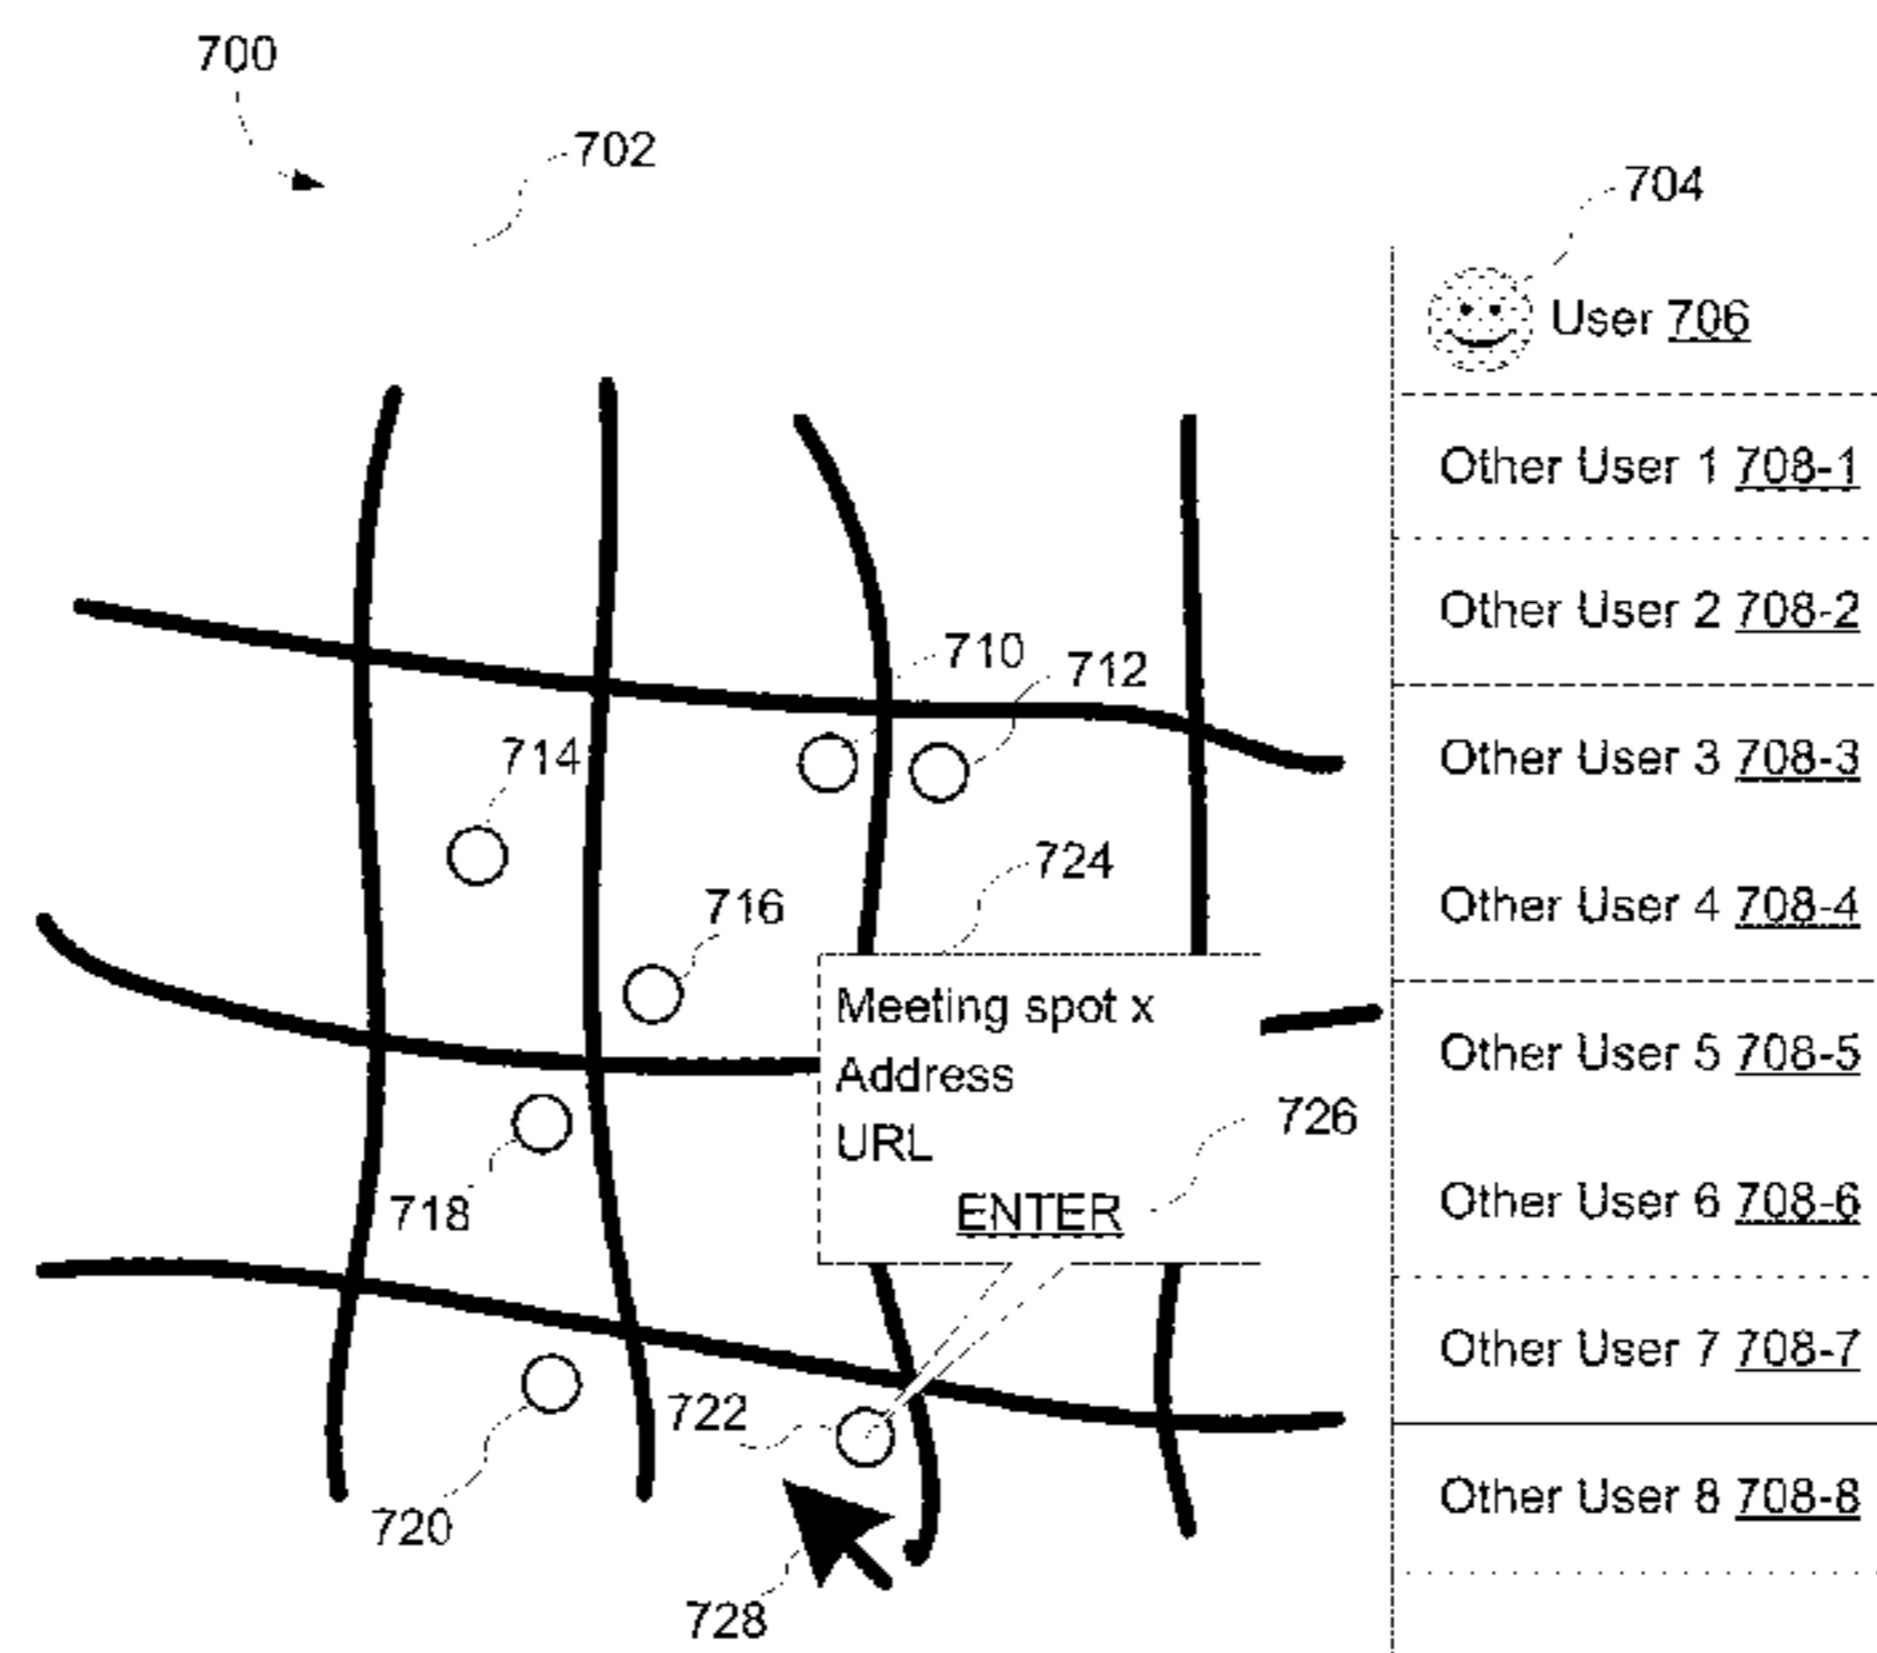 700
702
704
User 706
Other User 1 708-1
Other User 2 708-2
710
712
714
Other User 3 708-3
724
716
Other User 4 708-4
Meeting spot x
Address
URL
ENTER
726
Other User 5 708-5
718
Other User 6 708-6
Other User 7 708-7
722
720
Other User 8 708-8
728